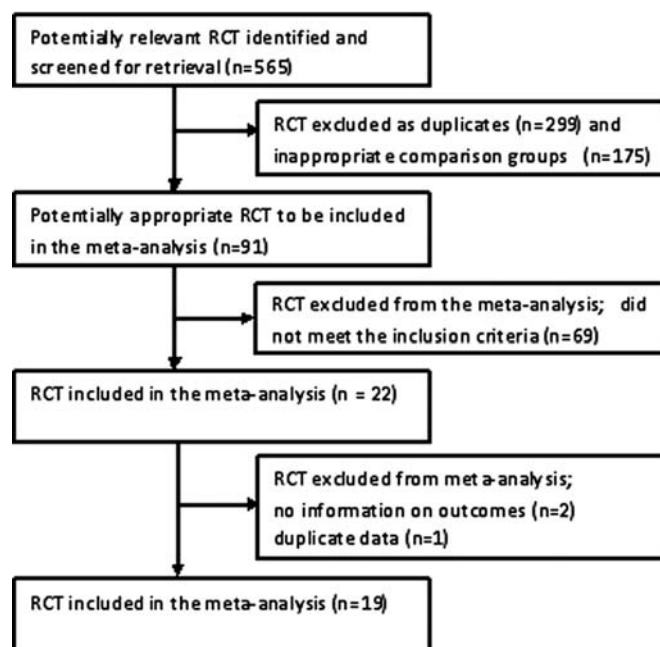 Potentially relevant RCT identified and
screened for retrieval (n=565)
RCT excluded as duplicates (n=299) and
inappropriate comparison groups (n=175)
Potentially appropriate RCT to be included
in the meta-analysis (n=91)
RCT excluded from the meta-analysis; did
not meet the inclusion criteria (n=69)
RCT included in the meta-analysis (n = 22)
RCT excluded from meta-analysis;
no information on outcomes (n=2)
duplicate data (n=1)
RCT included in the meta-analysis (n=19)